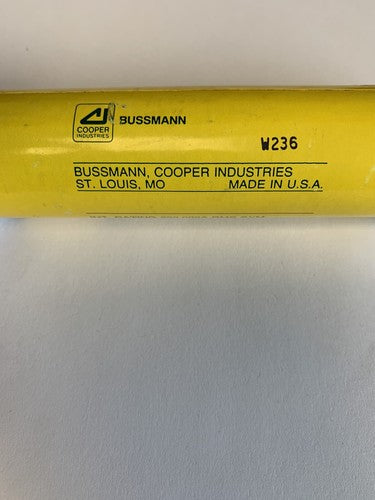 COOPER
INDUSTRIES
BUSSMANN
W236
BUSSMANN, COOPER INDUSTRIES
ST. LOUIS, MO MADE IN U.S.A.